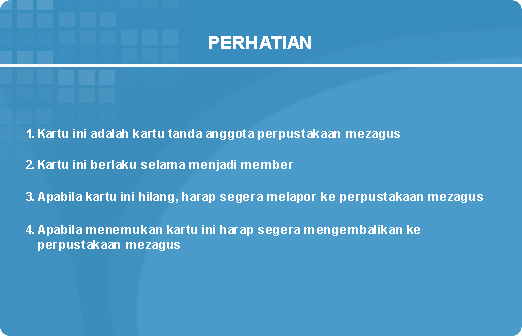 PERHATIAN
1. Kartu ini adalah kartu tanda anggota perpustakaan mezagus
2. Kartu ini berlaku selama menjadi member
3. Apabila kartu ini hilang, harap segera melapor ke perpustakaan mezagus
4. Apabila menemukan kartu ini harap segera mengembalikan ke
perpustakaan mezagus